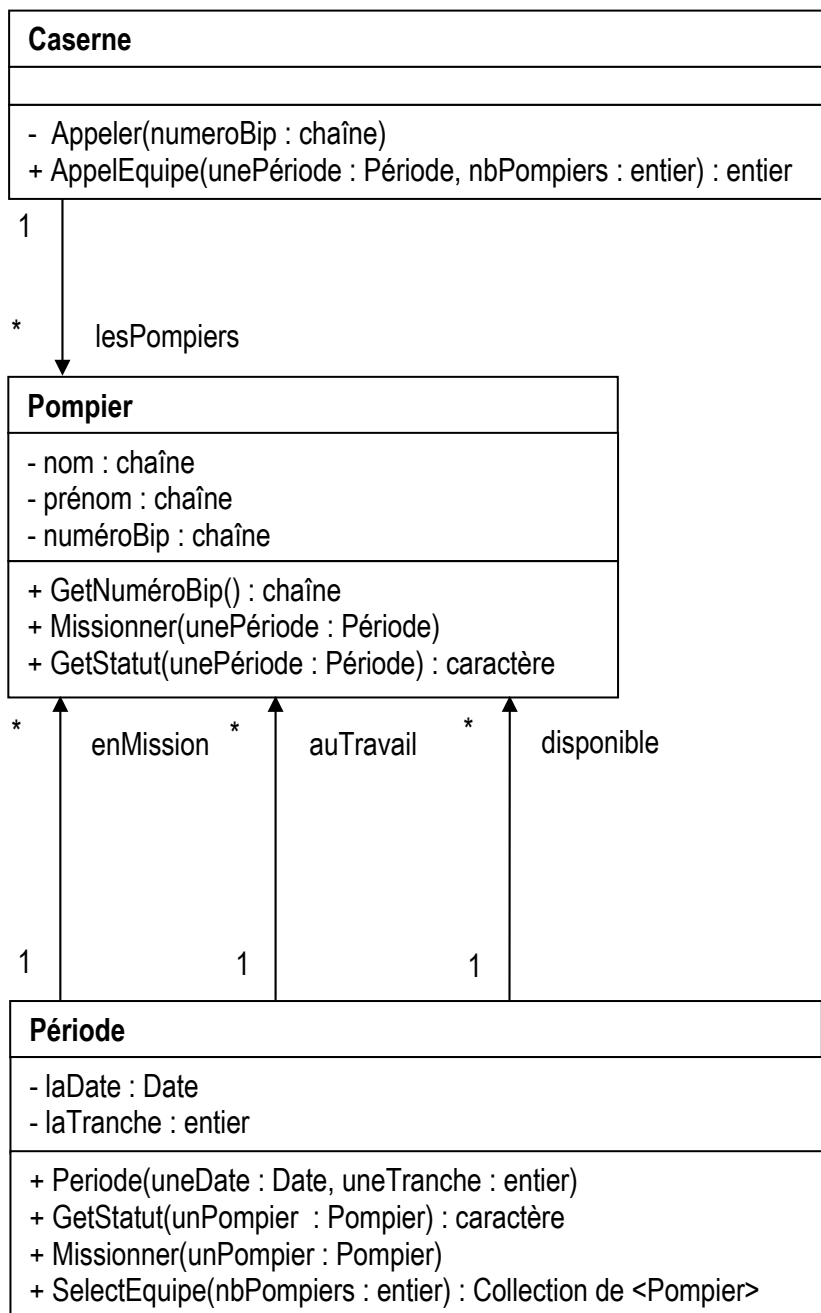 Caserne
- Appeler(numeroBip : chaîne)
+ AppelEquipe(unePériode : Période, nbPompiers : entier) : entier
1
* lesPompiers
Pompier
- nom : chaîne
- prénom : chaîne
- numéroBip : chaîne
+ GetNuméroBip() : chaîne
+ Missionner(unePériode : Période)
+ GetStatut(unePériode : Période) : caractère
* enMission * auTravail * disponible
1 1 1
Période
- laDate : Date
- laTranche : entier
+ Periode(uneDate : Date, uneTranche : entier)
+ GetStatut(unPompier : Pompier) : caractère
+ Missionner(unPompier : Pompier)
+ SelectEquipe(nbPompiers : entier) : Collection de <Pompier>